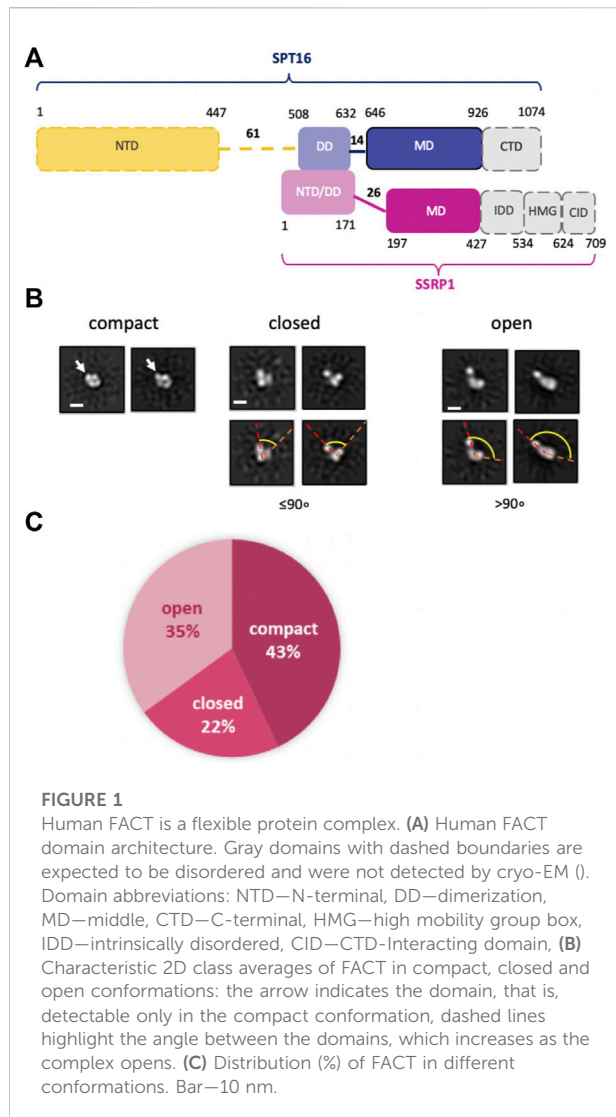 A
SPT16
1 447 508 632 646 926 1074
61
14
NTD DD MD CTD
NTD/DD 26 MD IDD HMG CID
1 171 197 427 534 624 709
SSRP1
B
compact closed open
≤90∘ >90∘
C
open
35%
compact
43%
closed
22%
FIGURE 1
Human FACT is a flexible protein complex. (A) Human FACT
domain architecture. Gray domains with dashed boundaries are
expected to be disordered and were not detected by cryo-EM ().
Domain abbreviations: NTD—N-terminal, DD—dimerization,
MD—middle, CTD—C-terminal, HMG—high mobility group box,
IDD—intrinsically disordered, CID—CTD-Interacting domain, (B)
Characteristic 2D class averages of FACT in compact, closed and
open conformations: the arrow indicates the domain, that is,
detectable only in the compact conformation, dashed lines
highlight the angle between the domains, which increases as the
complex opens. (C) Distribution (%) of FACT in different
conformations. Bar—10 nm.